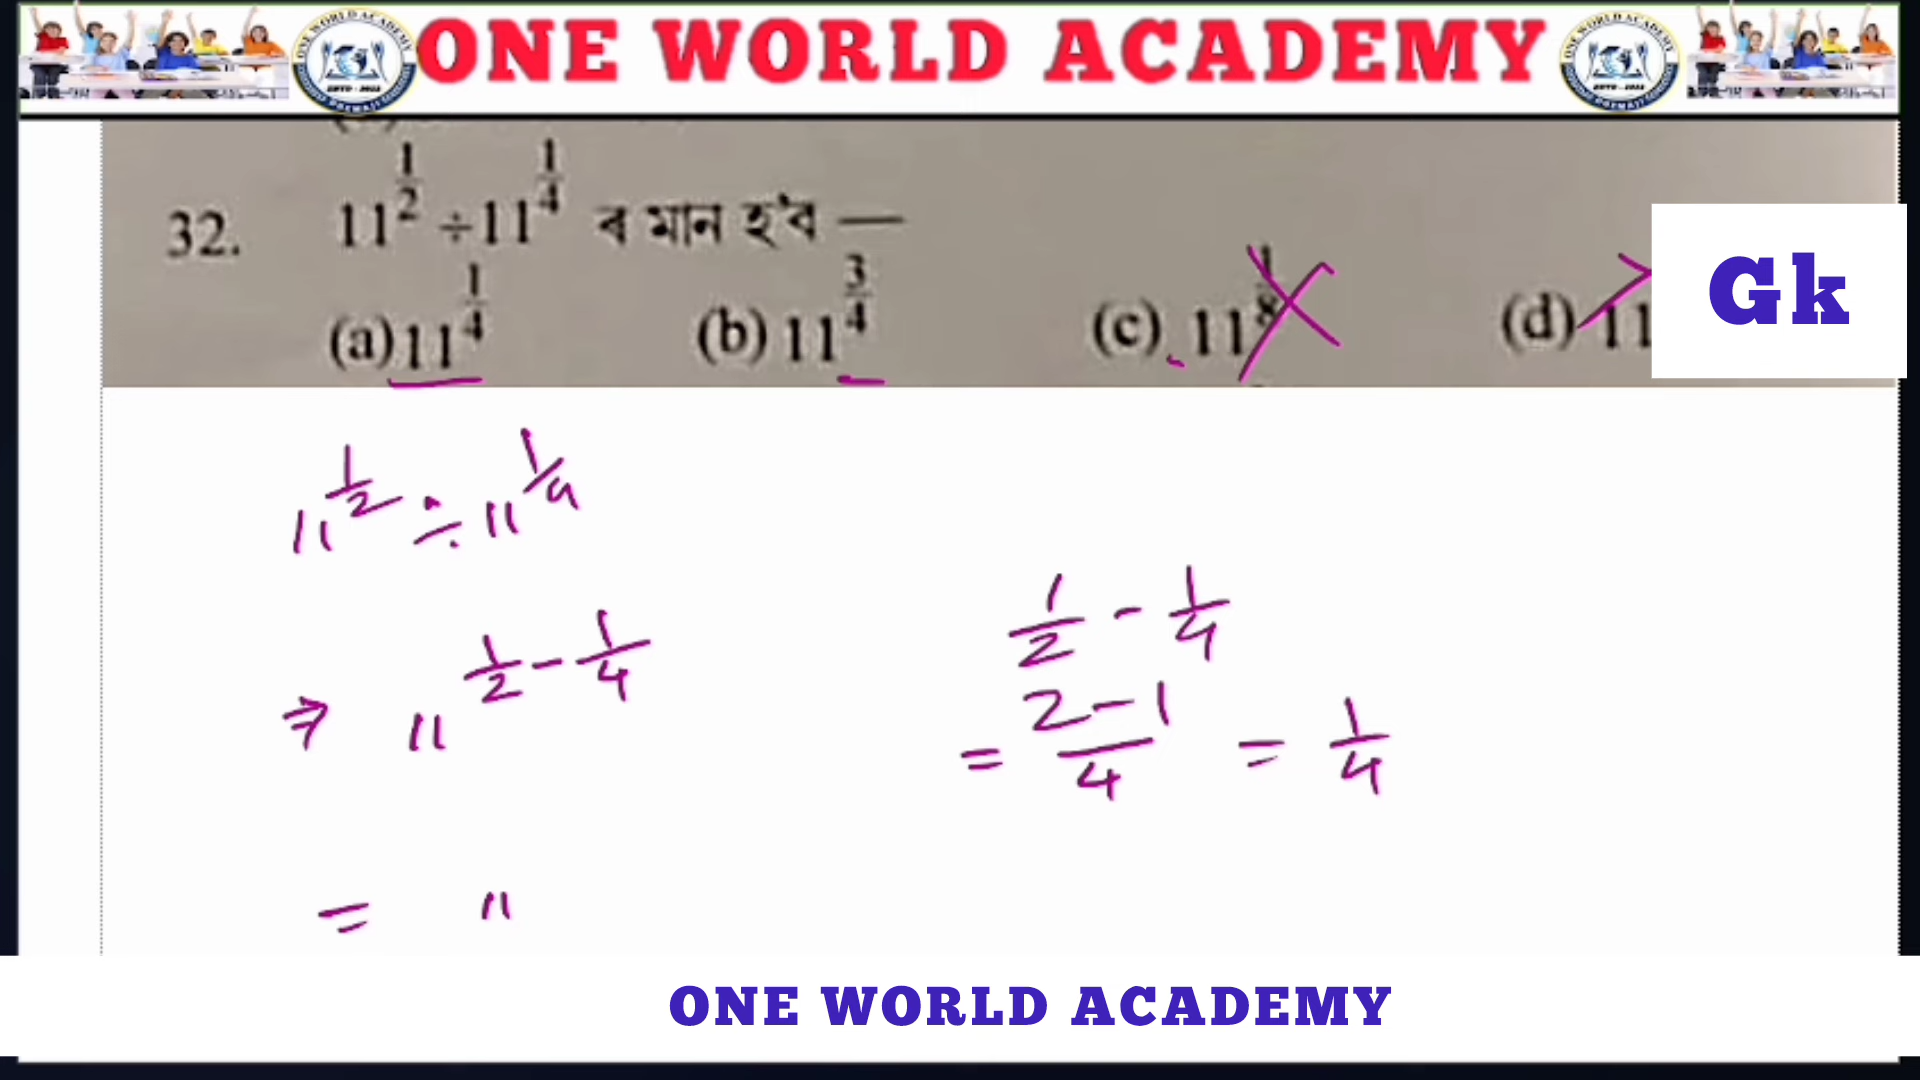 ONE WORLD ACADEMY
32. 11^{1/2} ÷ 11^{1/4} ৰ মান হ'ব —
(a) 11^{1/4} (b) 11^{3/4} (c) 11^{1/8} (d) 11
Gk
11^{1/2} ÷ 11^{1/4}
⇒ 11^{1/2 - 1/4}
1/2 - 1/4
= (2-1)/4 = 1/4
= 11
ONE WORLD ACADEMY